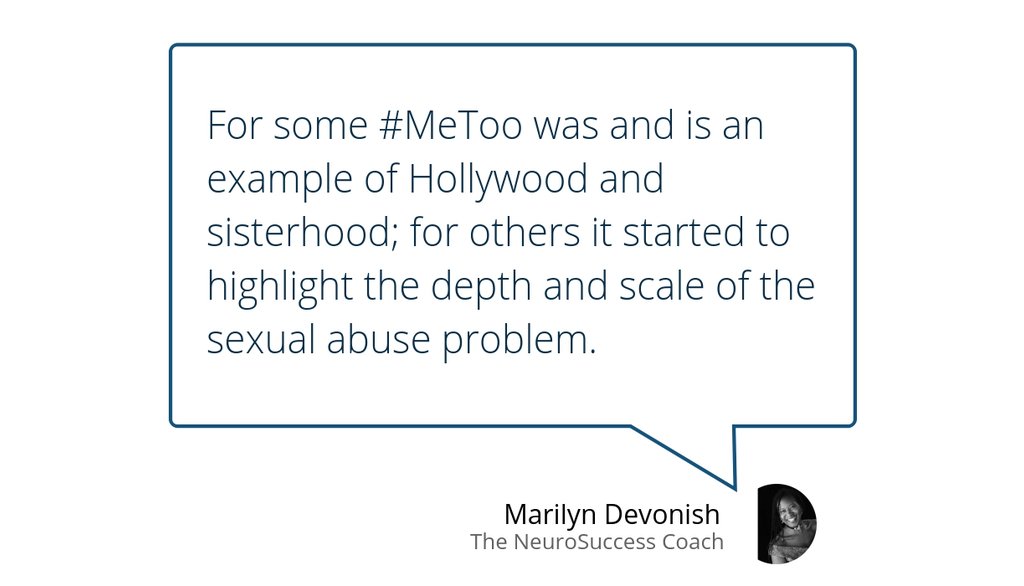 For some #MeToo was and is an
example of Hollywood and
sisterhood; for others it started to
highlight the depth and scale of the
sexual abuse problem.
Marilyn Devonish
The NeuroSuccess Coach